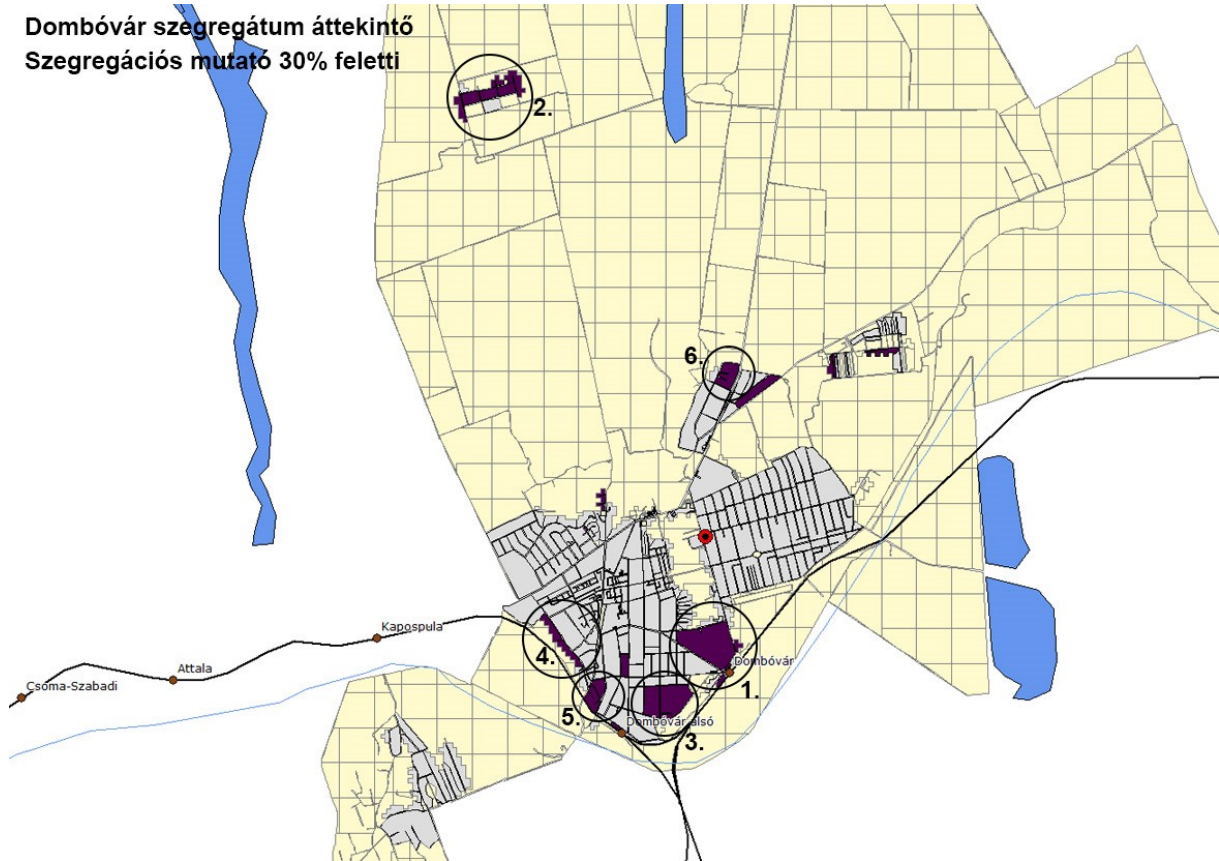 Dombóvár szegregátum áttekintő
Szegregációs mutató 30% feletti
2.
6.
Kapospula
4.
Attala
Dombóvár
Csoma-Szabadi
1.
5.
Dombóvár alsó
3.